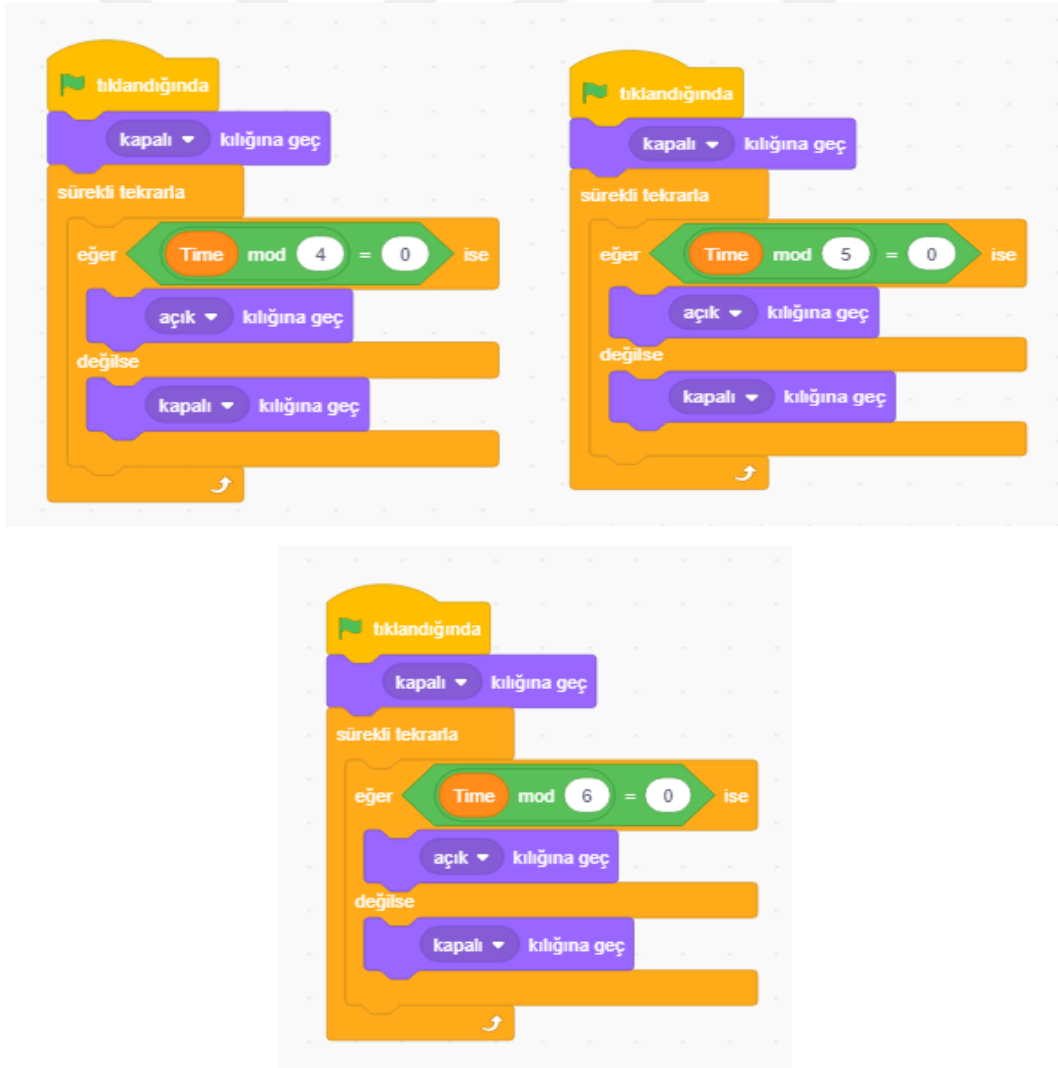 tıklandığında
kapalı kılığına geç
sürekli tekrarla
eğer Time mod 4 = 0 ise
açık kılığına geç
değilse
kapalı kılığına geç
tıklandığında
kapalı kılığına geç
sürekli tekrarla
eğer Time mod 5 = 0 ise
açık kılığına geç
değilse
kapalı kılığına geç
tıklandığında
kapalı kılığına geç
sürekli tekrarla
eğer Time mod 6 = 0 ise
açık kılığına geç
değilse
kapalı kılığına geç